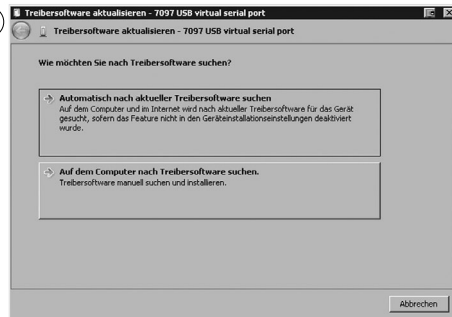 Treibersoftware aktualisieren - 7097 USB virtual serial port
Treibersoftware aktualisieren - 7097 USB virtual serial port
Wie möchten Sie nach Treibersoftware suchen?
Automatisch nach aktueller Treibersoftware suchen
Auf dem Computer und im Internet wird nach aktueller Treibersoftware für das Gerät
gesucht, sofern das Feature nicht in den Geräteinstallationseinstellungen deaktiviert
wurde.
Auf dem Computer nach Treibersoftware suchen.
Treibersoftware manuell suchen und installieren.
Abbrechen